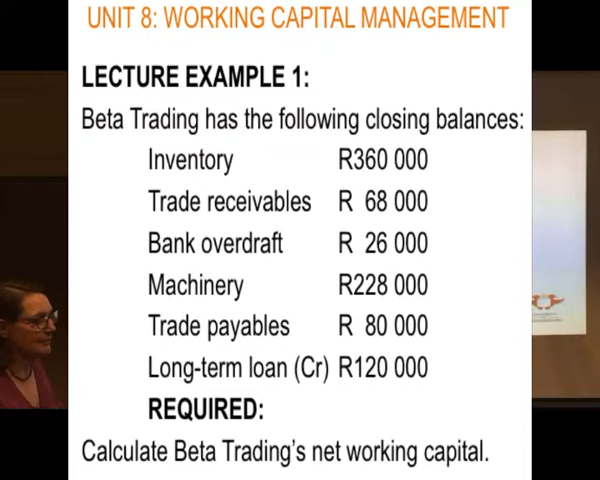 UNIT 8: WORKING CAPITAL MANAGEMENT
LECTURE EXAMPLE 1:
Beta Trading has the following closing balances:
Inventory R360 000
Trade receivables R 68 000
Bank overdraft R 26 000
Machinery R228 000
Trade payables R 80 000
Long-term loan (Cr) R120 000
REQUIRED:
Calculate Beta Trading's net working capital.